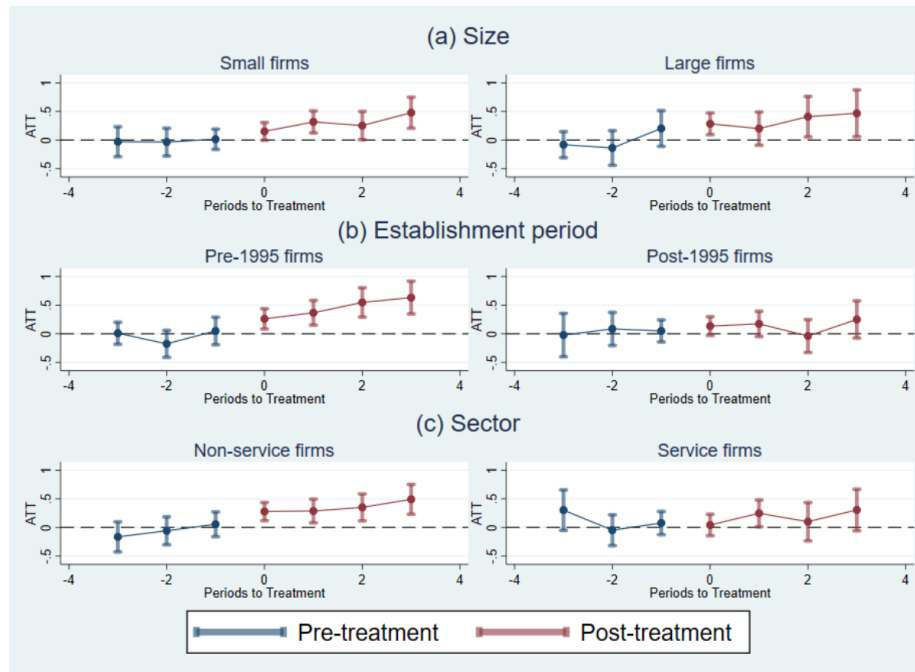 (a) Size
Small firms
Large firms
ATT
-.5 0 .5 1
-4 -2 0 2 4
Periods to Treatment
ATT
-.5 0 .5 1
-4 -2 0 2 4
Periods to Treatment
(b) Establishment period
Pre-1995 firms
Post-1995 firms
ATT
-.5 0 .5 1
-4 -2 0 2 4
Periods to Treatment
ATT
-.5 0 .5 1
-4 -2 0 2 4
Periods to Treatment
(c) Sector
Non-service firms
Service firms
ATT
-.5 0 .5 1
-4 -2 0 2 4
Periods to Treatment
ATT
-.5 0 .5 1
-4 -2 0 2 4
Periods to Treatment
Pre-treatment Post-treatment